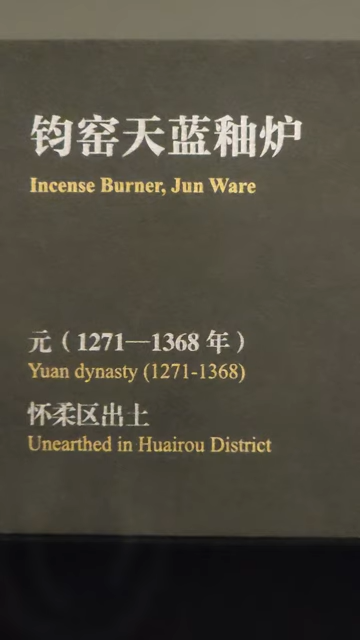 钧窑天蓝釉炉
Incense Burner, Jun Ware
元（1271—1368 年）
Yuan dynasty (1271-1368)
怀柔区出土
Unearthed in Huairou District